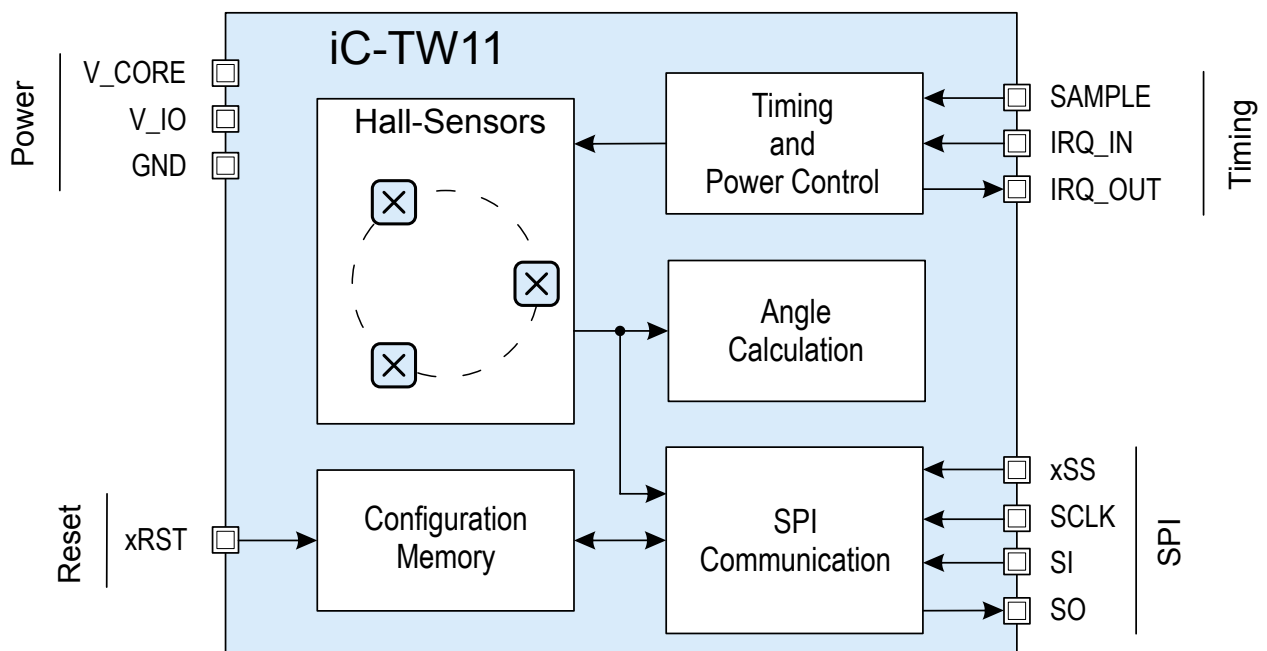 iC-TW11
Power
V_CORE
V_IO
GND
Hall-Sensors
Timing
and
Power Control
SAMPLE
IRQ_IN
IRQ_OUT
Timing
Angle
Calculation
Reset
xRST
Configuration
Memory
SPI
Communication
xSS
SCLK
SI
SO
SPI